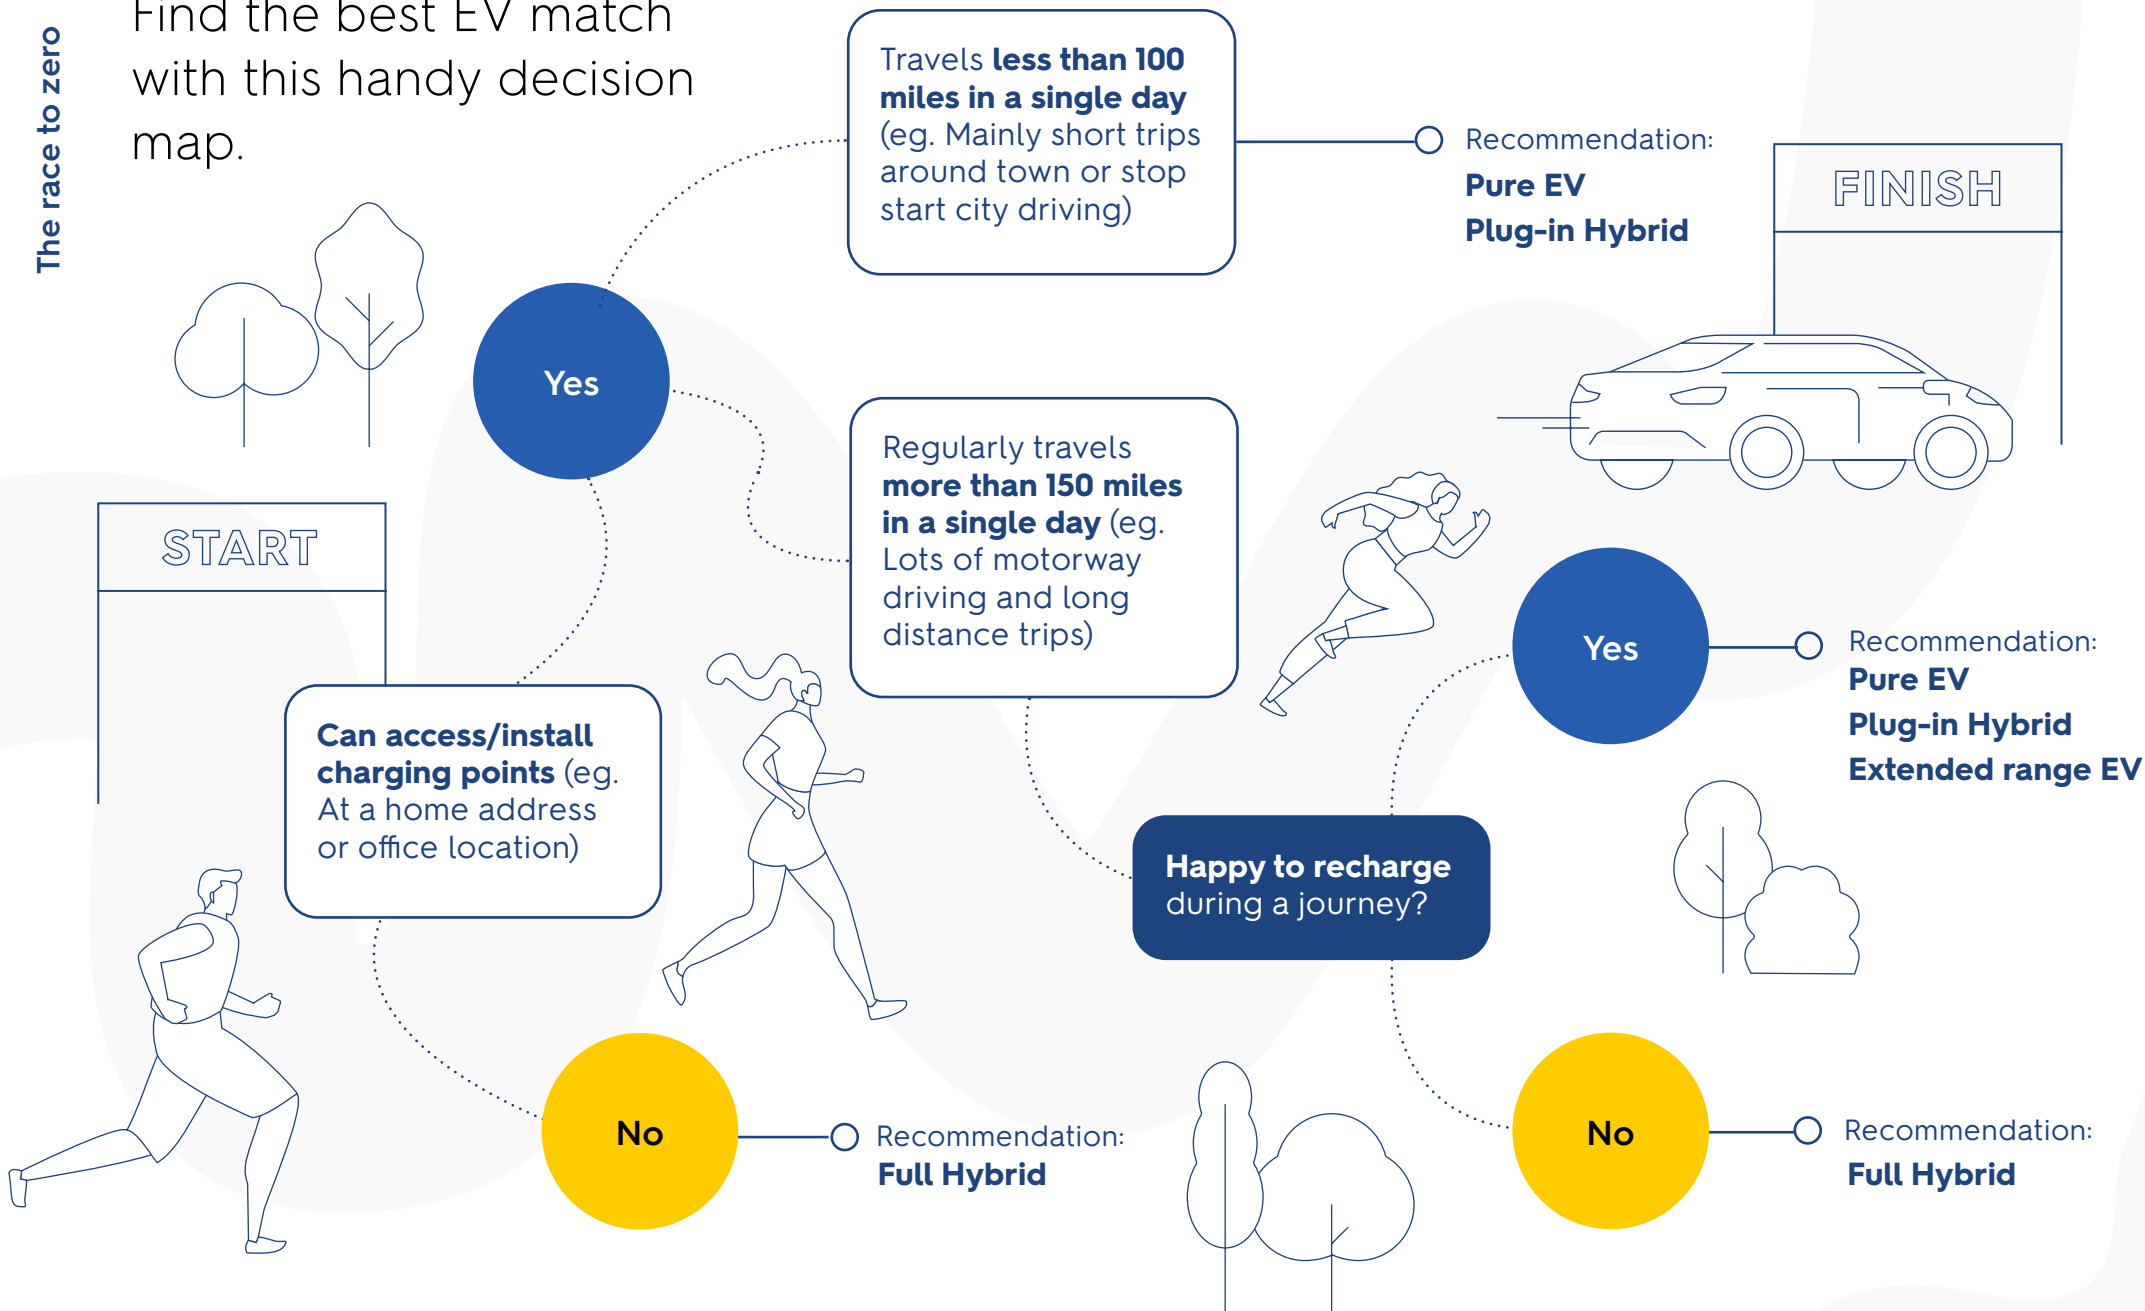 The race to zero
Find the best EV match
with this handy decision
map.
START
Can access/install
charging points (eg.
At a home address
or office location)
Yes
Travels less than 100
miles in a single day
(eg. Mainly short trips
around town or stop
start city driving)
Recommendation:
Pure EV
Plug-in Hybrid
FINISH
Regularly travels
more than 150 miles
in a single day (eg.
Lots of motorway
driving and long
distance trips)
Happy to recharge
during a journey?
Yes
Recommendation:
Pure EV
Plug-in Hybrid
Extended range EV
No
Recommendation:
Full Hybrid
No
Recommendation:
Full Hybrid